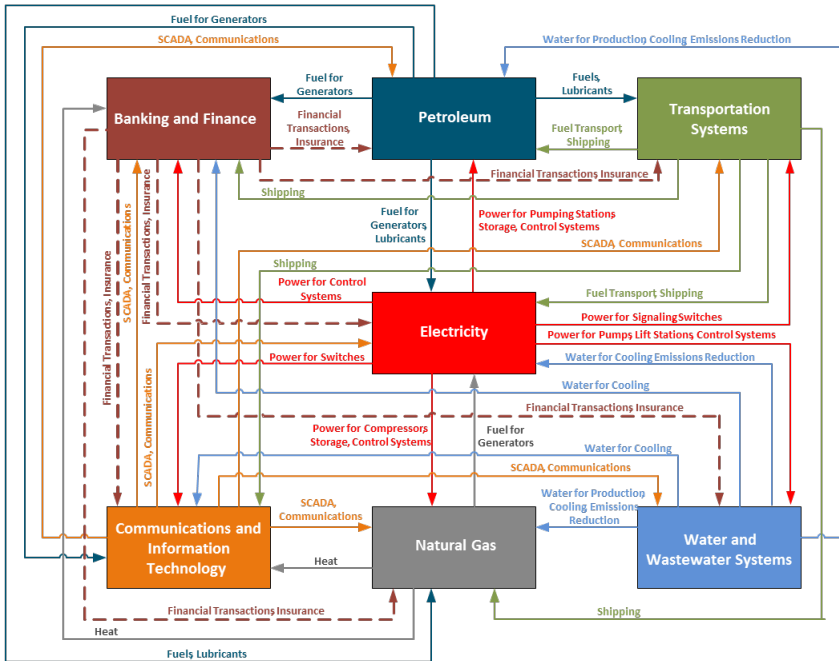 Fuel for Generators
SCADA, Communications
Water for Production, Cooling Emissions Reduction
Banking and Finance
Fuel for
Generators
Financial
Transactions,
Insurance
Petroleum
Fuels,
Lubricants
Fuel Transport, Shipping
Transportation
Systems
Financial Transactions, Insurance
Shipping
Fuel for
Generators,
Lubricants
Power for Pumping Stations,
Storage, Control Systems
SCADA, Communications
Shipping
Financial Transactions, Insurance
SCADA, Communications
Financial Transactions, Insurance
Power for Control
Systems
Fuel Transport, Shipping
Electricity
Power for Signaling Switches
Power for Pumps, Lift Stations, Control Systems
Power for Switches
Water for Cooling Emissions Reduction
Water for Cooling
SCADA, Communications
Financial Transactions, Insurance
Power for Compressors,
Storage, Control Systems
Fuel for
Generators
Water for Cooling
SCADA, Communications
Communications and
Information
Technology
SCADA,
Communications
Natural Gas
Water for Production,
Cooling, Emissions
Reduction
Water and
Wastewater Systems
Heat
Financial Transactions, Insurance
Shipping
Heat
Fuels, Lubricants